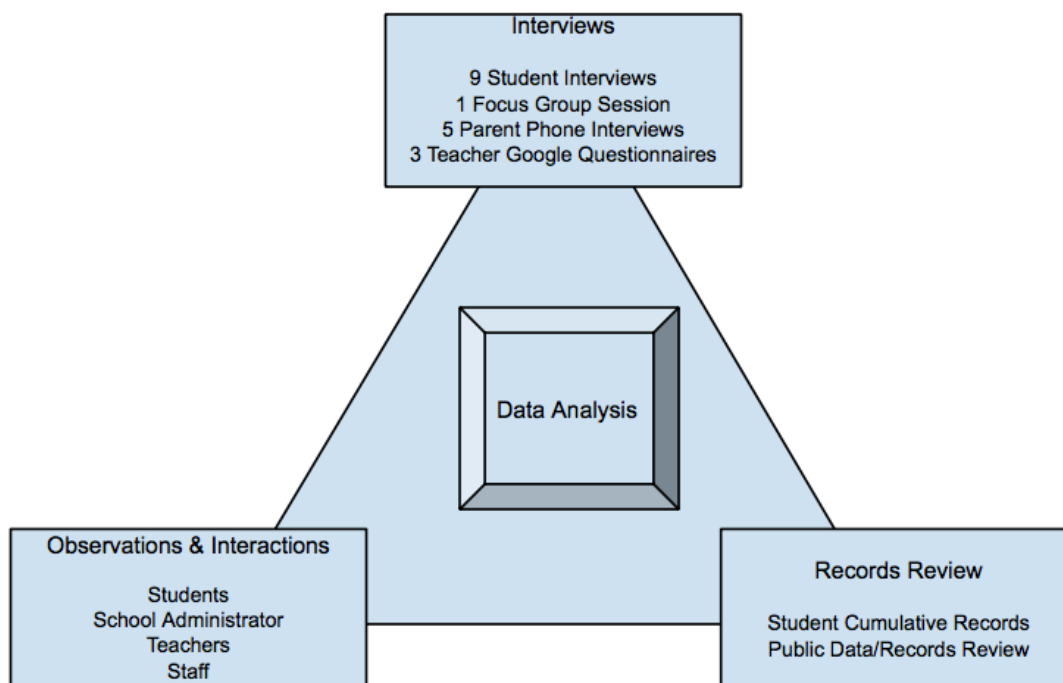 Interviews
9 Student Interviews
1 Focus Group Session
5 Parent Phone Interviews
3 Teacher Google Questionnaires
Data Analysis
Observations & Interactions
Students
School Administrator
Teachers
Staff
Records Review
Student Cumulative Records
Public Data/Records Review